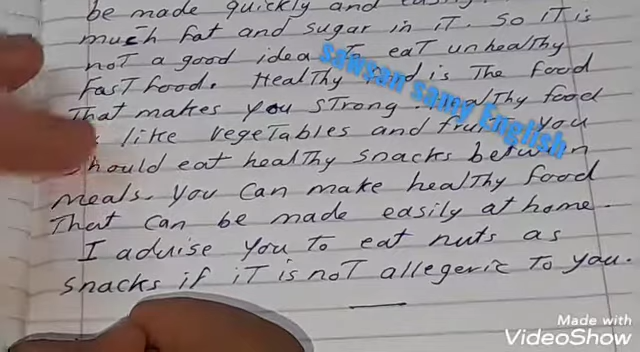 be made quickly and
much fat and sugar in it. So it is
not a good idea To eat unhealthy
Fast food. Healthy food is The food
That makes you strong. Healthy food
is like vegetables and fruits. You
should eat healthy snacks between
meals. You can make healthy food
That can be made easily at home.
I advise you To eat nuts as
snacks if it is not allegeric To you.
sawsan samy English
Made with
VideoShow